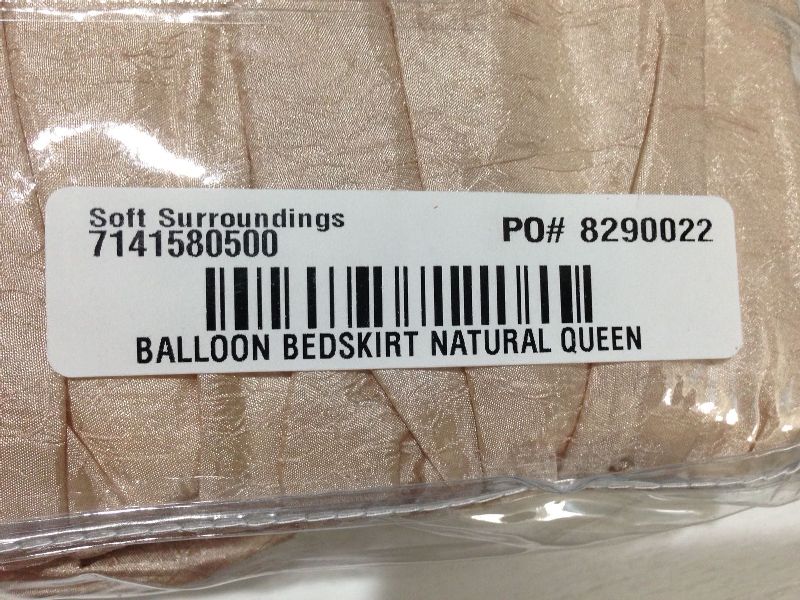 Soft Surroundings
7141580500
PO# 8290022
BALLOON BEDSKIRT NATURAL QUEEN